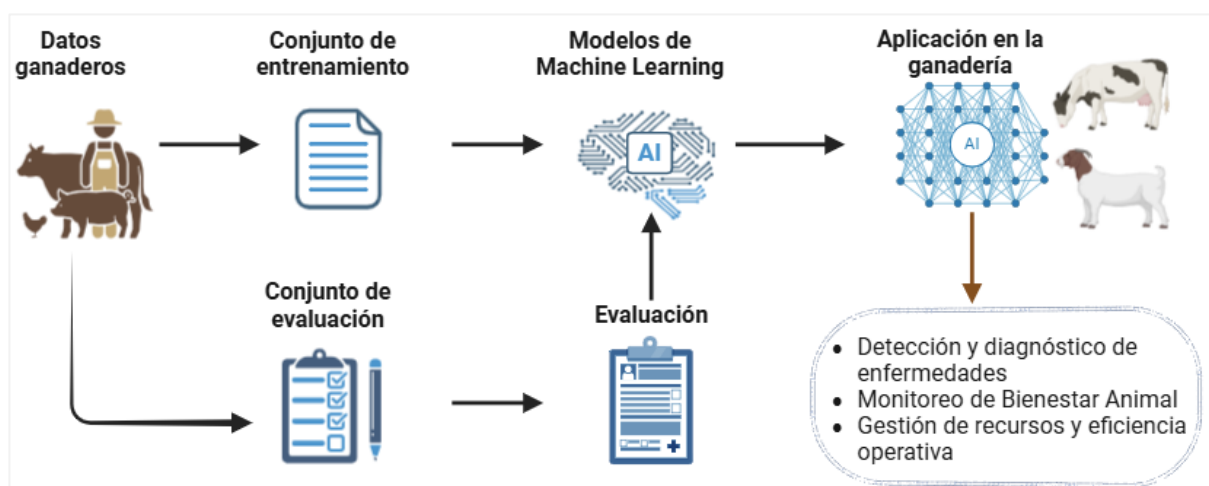 Datos
ganaderos
Conjunto de
entrenamiento
Modelos de
Machine Learning
Aplicación en la
ganadería
AI
AI
Conjunto de
evaluación
Evaluación
• Detección y diagnóstico de
enfermedades
• Monitoreo de Bienestar Animal
• Gestión de recursos y eficiencia
operativa